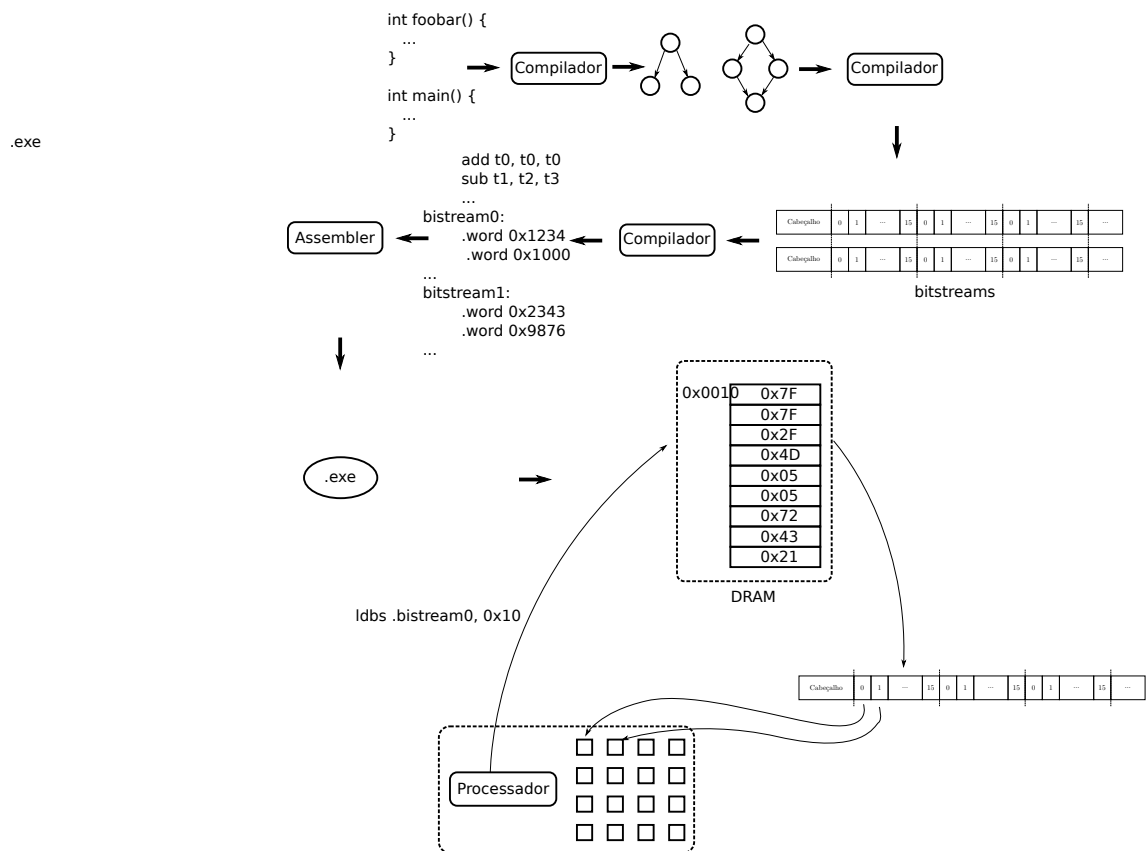 int foobar() {
...
}
int main() {
...
}
Compilador
Compilador
.exe
add t0, t0, t0
sub t1, t2, t3
...
bistream0:
.word 0x1234
.word 0x1000
...
bitstream1:
.word 0x2343
.word 0x9876
...
Assembler
Compilador
Cabeçalho 0 1 ... 15 0 1 ... 15 0 1 ... 15 ...
Cabeçalho 0 1 ... 15 0 1 ... 15 0 1 ... 15 ...
bitstreams
.exe
0x0010 0x7F
0x7F
0x2F
0x4D
0x05
0x05
0x72
0x43
0x21
DRAM
ldbs .bistream0, 0x10
Cabeçalho 0 1 ... 15 0 1 ... 15 0 1 ... 15 ...
Processador